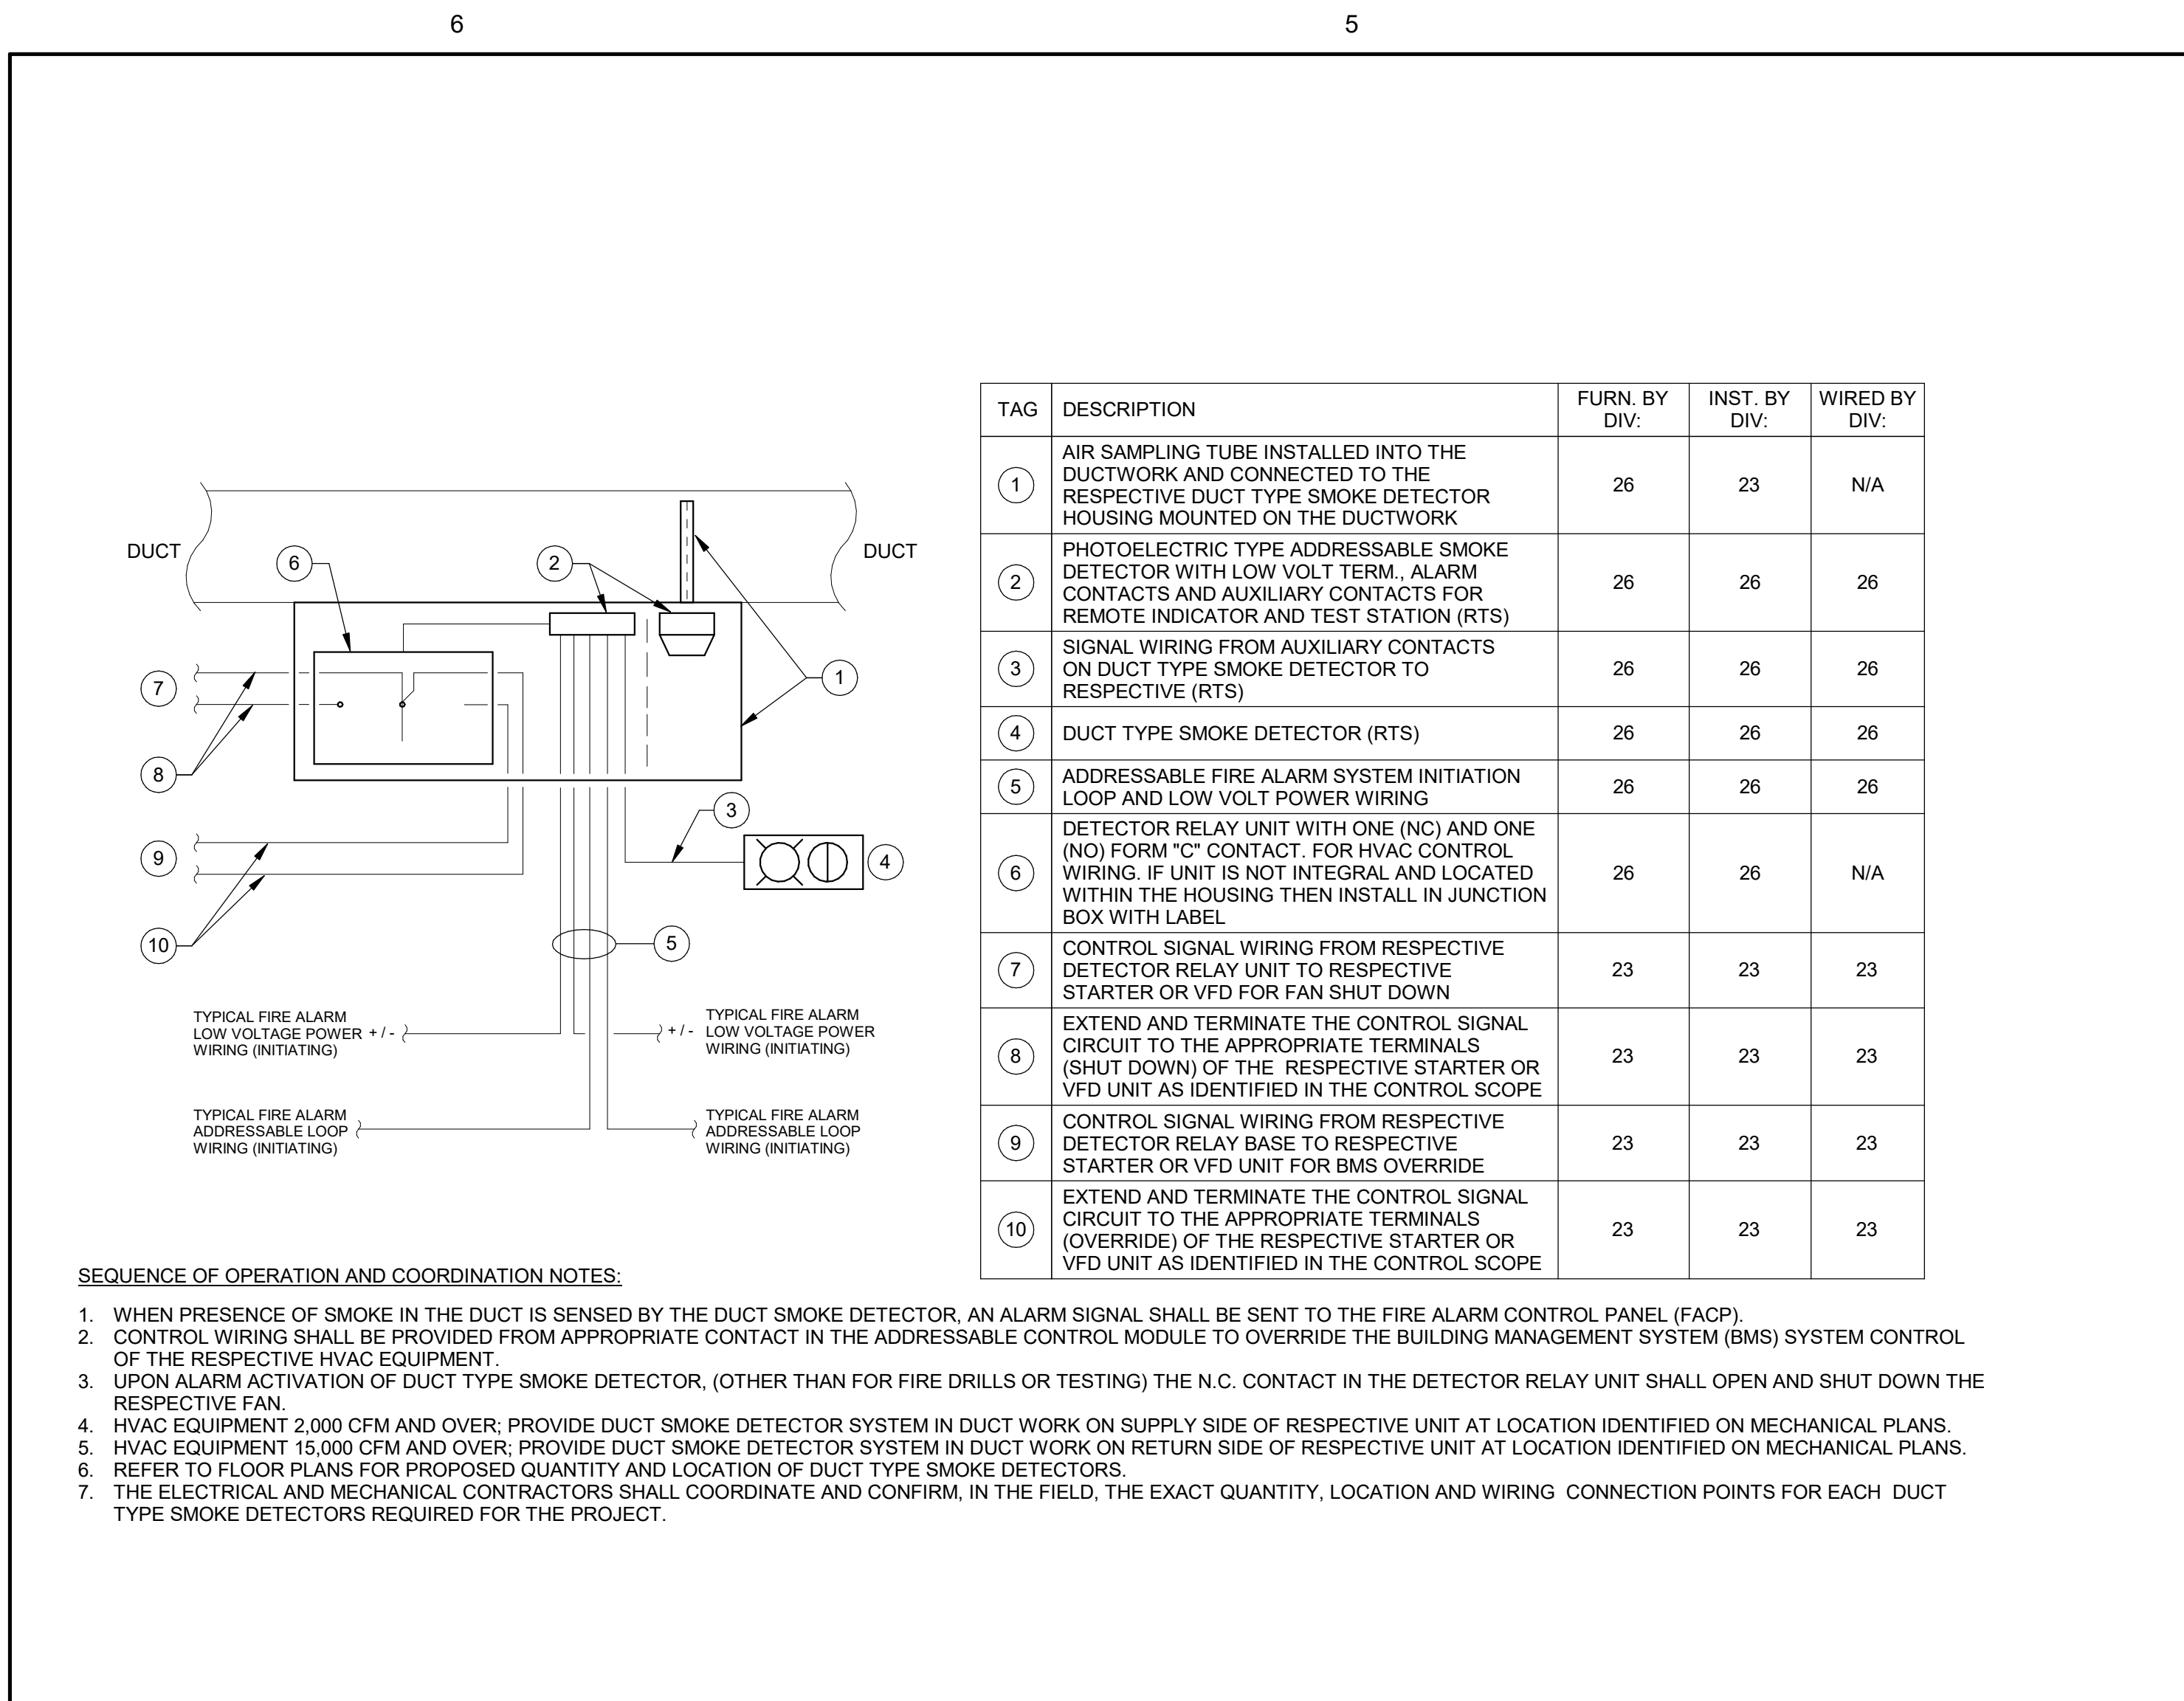 6
5
DUCT
DUCT
6
2
7
1
8
3
9
4
10
5
TYPICAL FIRE ALARM
LOW VOLTAGE POWER + / -
WIRING (INITIATING)
TYPICAL FIRE ALARM
+ / - LOW VOLTAGE POWER
WIRING (INITIATING)
TYPICAL FIRE ALARM
ADDRESSABLE LOOP
WIRING (INITIATING)
TYPICAL FIRE ALARM
ADDRESSABLE LOOP
WIRING (INITIATING)
TAG
DESCRIPTION
FURN. BY
DIV:
INST. BY
DIV:
WIRED BY
DIV:
1
AIR SAMPLING TUBE INSTALLED INTO THE
DUCTWORK AND CONNECTED TO THE
RESPECTIVE DUCT TYPE SMOKE DETECTOR
HOUSING MOUNTED ON THE DUCTWORK
26
23
N/A
2
PHOTOELECTRIC TYPE ADDRESSABLE SMOKE
DETECTOR WITH LOW VOLT TERM., ALARM
CONTACTS AND AUXILIARY CONTACTS FOR
REMOTE INDICATOR AND TEST STATION (RTS)
26
26
26
3
SIGNAL WIRING FROM AUXILIARY CONTACTS
ON DUCT TYPE SMOKE DETECTOR TO
RESPECTIVE (RTS)
26
26
26
4
DUCT TYPE SMOKE DETECTOR (RTS)
26
26
26
5
ADDRESSABLE FIRE ALARM SYSTEM INITIATION
LOOP AND LOW VOLT POWER WIRING
26
26
26
6
DETECTOR RELAY UNIT WITH ONE (NC) AND ONE
(NO) FORM "C" CONTACT. FOR HVAC CONTROL
WIRING. IF UNIT IS NOT INTEGRAL AND LOCATED
WITHIN THE HOUSING THEN INSTALL IN JUNCTION
BOX WITH LABEL
26
26
N/A
7
CONTROL SIGNAL WIRING FROM RESPECTIVE
DETECTOR RELAY UNIT TO RESPECTIVE
STARTER OR VFD FOR FAN SHUT DOWN
23
23
23
8
EXTEND AND TERMINATE THE CONTROL SIGNAL
CIRCUIT TO THE APPROPRIATE TERMINALS
(SHUT DOWN) OF THE RESPECTIVE STARTER OR
VFD UNIT AS IDENTIFIED IN THE CONTROL SCOPE
23
23
23
9
CONTROL SIGNAL WIRING FROM RESPECTIVE
DETECTOR RELAY BASE TO RESPECTIVE
STARTER OR VFD UNIT FOR BMS OVERRIDE
23
23
23
10
EXTEND AND TERMINATE THE CONTROL SIGNAL
CIRCUIT TO THE APPROPRIATE TERMINALS
(OVERRIDE) OF THE RESPECTIVE STARTER OR
VFD UNIT AS IDENTIFIED IN THE CONTROL SCOPE
23
23
23
SEQUENCE OF OPERATION AND COORDINATION NOTES:
1. WHEN PRESENCE OF SMOKE IN THE DUCT IS SENSED BY THE DUCT SMOKE DETECTOR, AN ALARM SIGNAL SHALL BE SENT TO THE FIRE ALARM CONTROL PANEL (FACP).
2. CONTROL WIRING SHALL BE PROVIDED FROM APPROPRIATE CONTACT IN THE ADDRESSABLE CONTROL MODULE TO OVERRIDE THE BUILDING MANAGEMENT SYSTEM (BMS) SYSTEM CONTROL
OF THE RESPECTIVE HVAC EQUIPMENT.
3. UPON ALARM ACTIVATION OF DUCT TYPE SMOKE DETECTOR, (OTHER THAN FOR FIRE DRILLS OR TESTING) THE N.C. CONTACT IN THE DETECTOR RELAY UNIT SHALL OPEN AND SHUT DOWN THE
RESPECTIVE FAN.
4. HVAC EQUIPMENT 2,000 CFM AND OVER; PROVIDE DUCT SMOKE DETECTOR SYSTEM IN DUCT WORK ON SUPPLY SIDE OF RESPECTIVE UNIT AT LOCATION IDENTIFIED ON MECHANICAL PLANS.
5. HVAC EQUIPMENT 15,000 CFM AND OVER; PROVIDE DUCT SMOKE DETECTOR SYSTEM IN DUCT WORK ON RETURN SIDE OF RESPECTIVE UNIT AT LOCATION IDENTIFIED ON MECHANICAL PLANS.
6. REFER TO FLOOR PLANS FOR PROPOSED QUANTITY AND LOCATION OF DUCT TYPE SMOKE DETECTORS.
7. THE ELECTRICAL AND MECHANICAL CONTRACTORS SHALL COORDINATE AND CONFIRM, IN THE FIELD, THE EXACT QUANTITY, LOCATION AND WIRING CONNECTION POINTS FOR EACH DUCT
TYPE SMOKE DETECTORS REQUIRED FOR THE PROJECT.